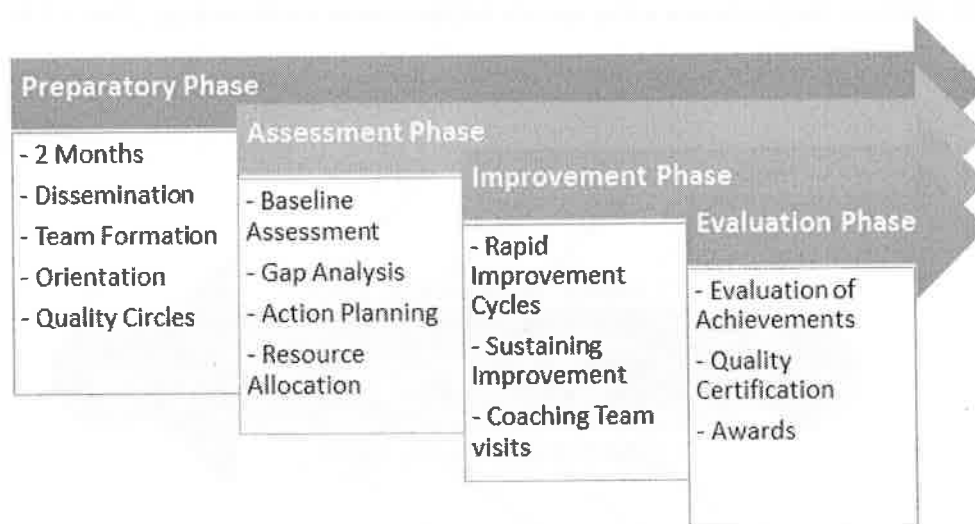 Preparatory Phase
- 2 Months
- Dissemination
- Team Formation
- Orientation
- Quality Circles
Assessment Phase
- Baseline
Assessment
- Gap Analysis
- Action Planning
- Resource
Allocation
Improvement Phase
- Rapid
Improvement
Cycles
- Sustaining
Improvement
- Coaching Team
visits
Evaluation Phase
- Evaluation of
Achievements
- Quality
Certification
- Awards